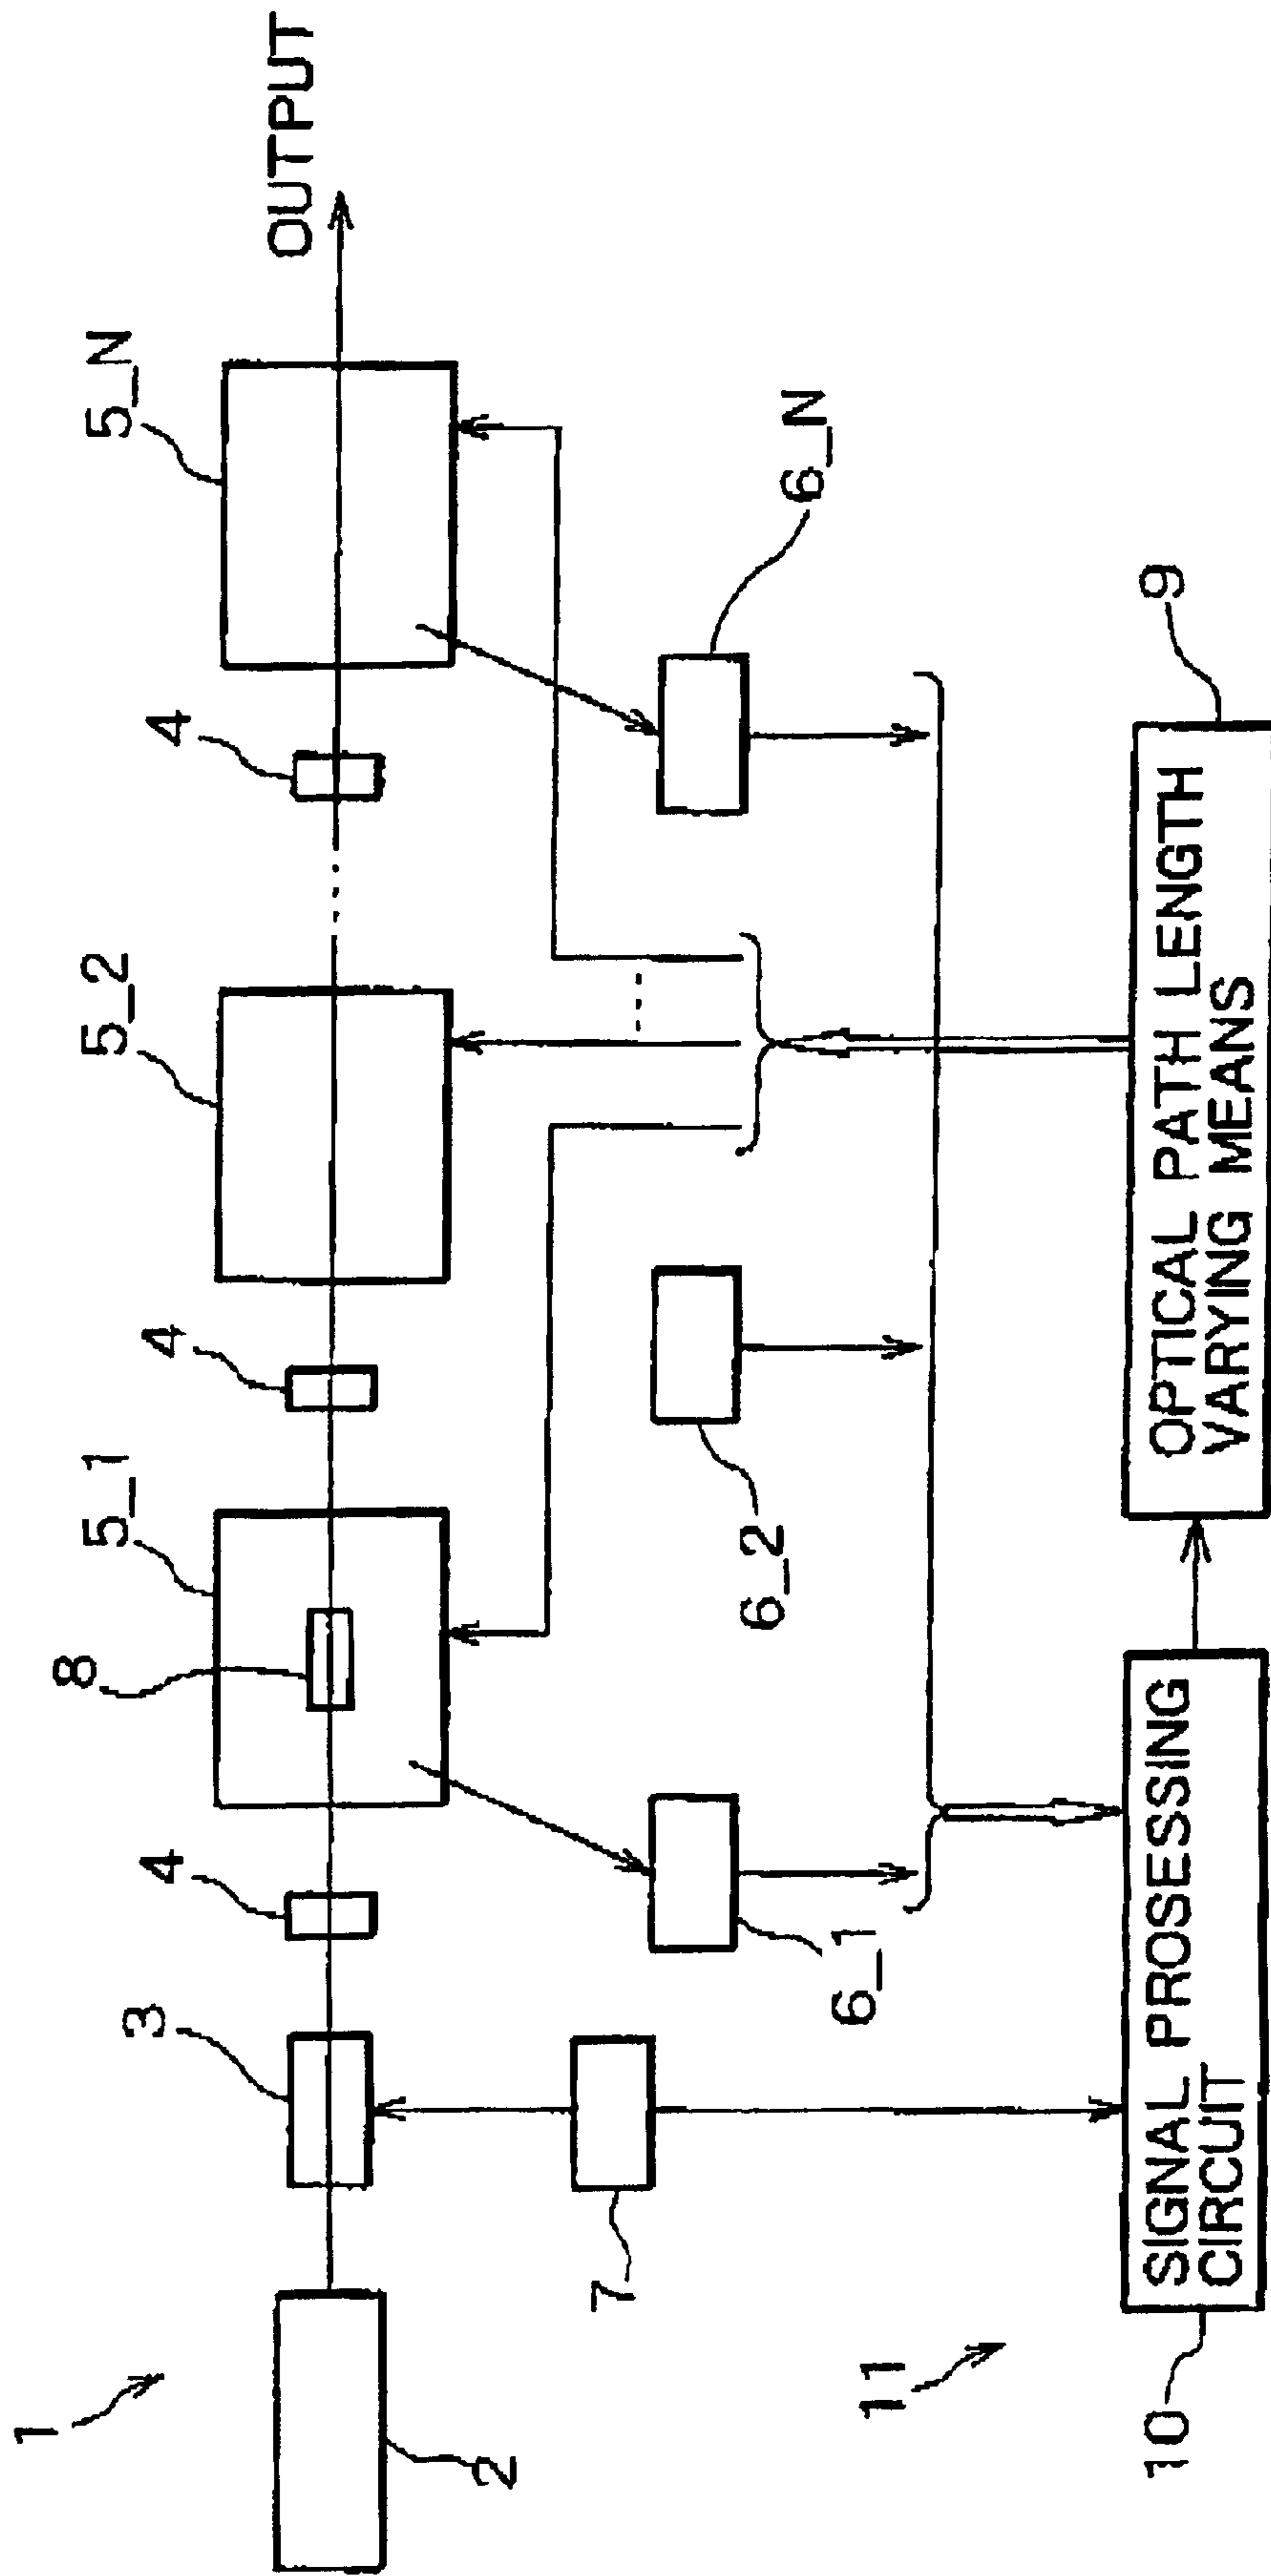 1
2
3
4
5_1
8
4
5_2
4
5_N
OUTPUT
7
6_1
6_2
6_N
11
10
SIGNAL PROSESSING
CIRCUIT
9
OPTICAL PATH LENGTH
VARYING MEANS